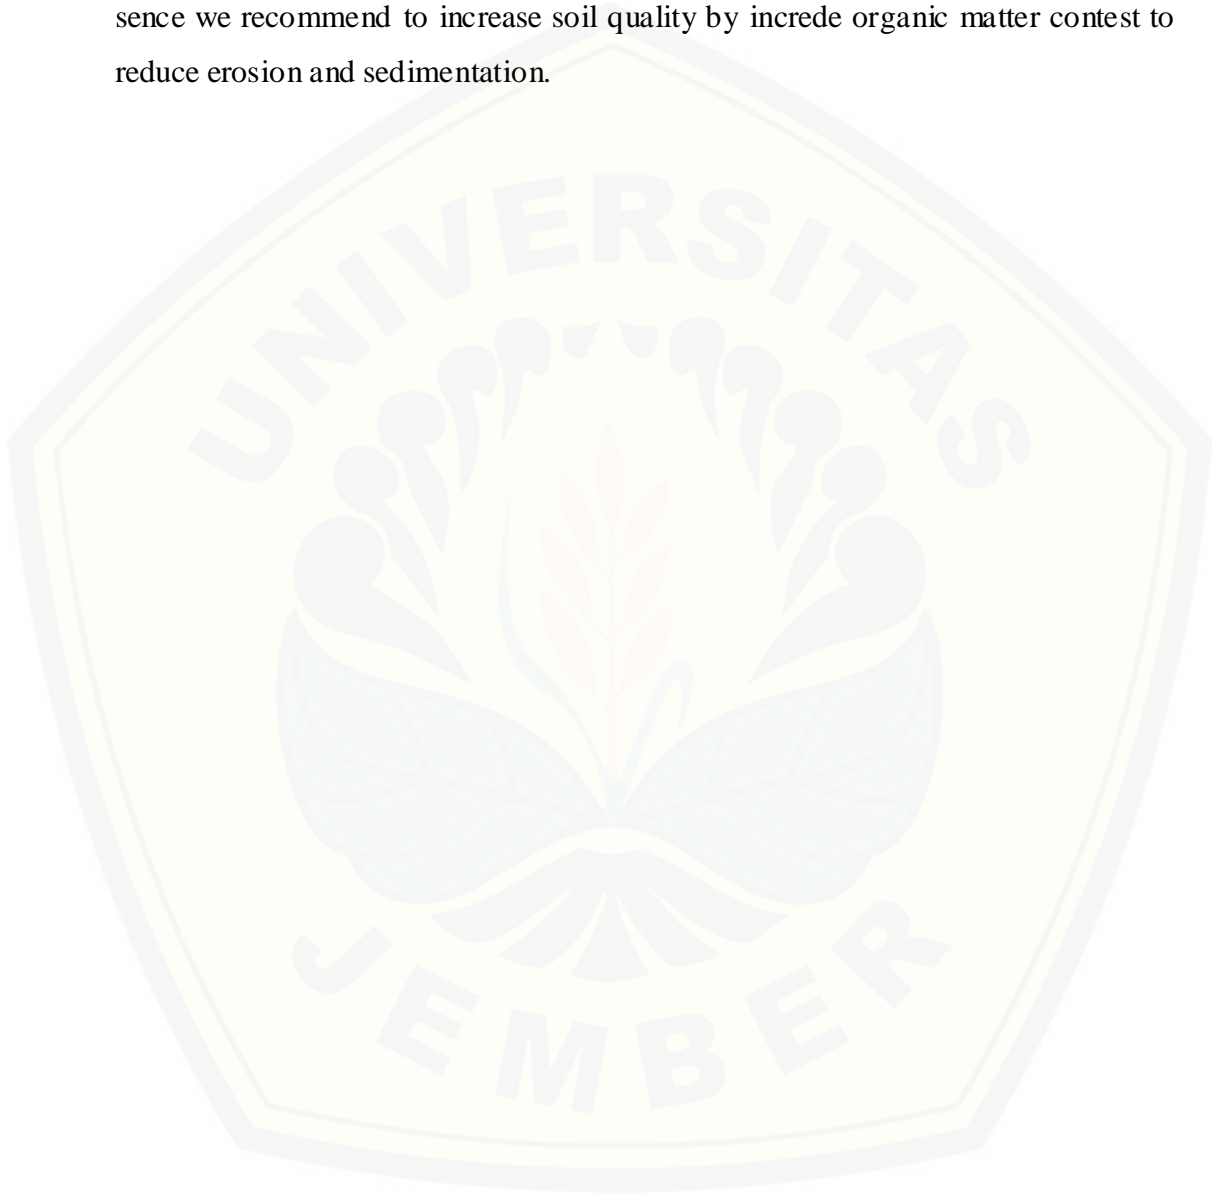 sence we recommend to increase soil quality by increde organic matter contest to
reduce erosion and sedimentation.
UNIVERSITAS
JEMBER